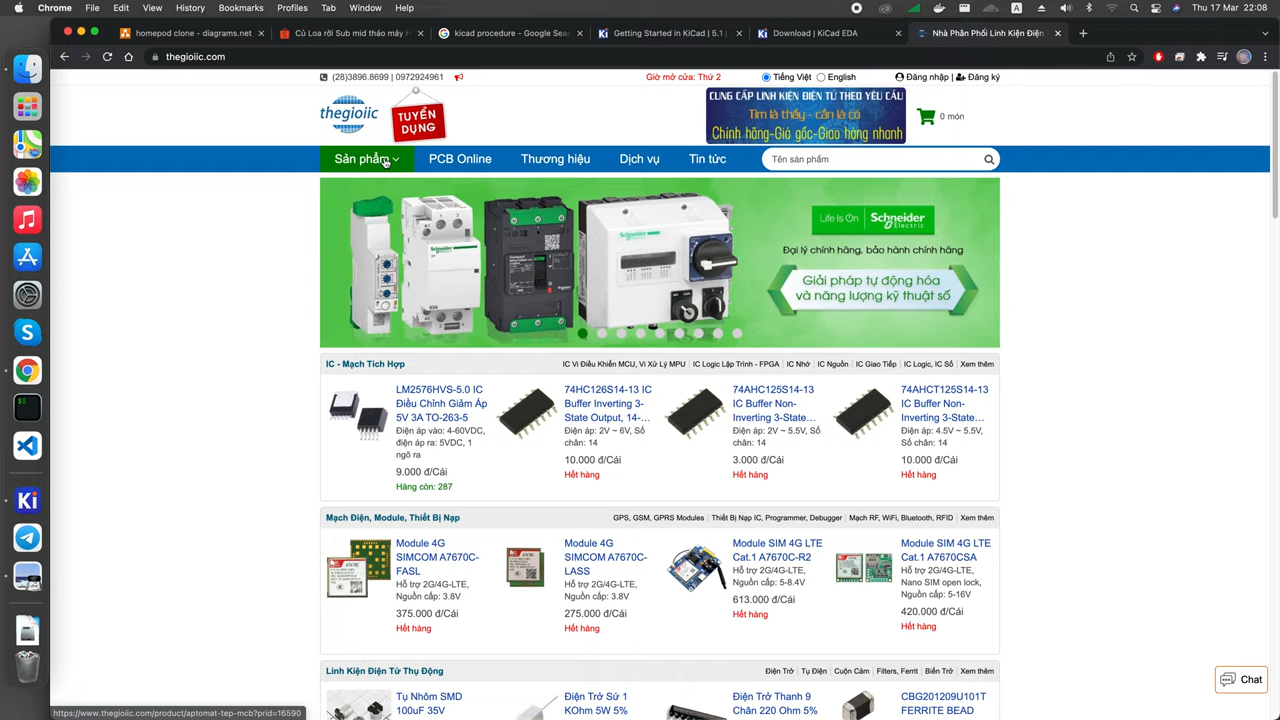 Chrome File Edit View History Bookmarks Profiles Tab Window Help
A
Thu 17 Mar 22:08
homepod clone - diagrams.net
Củ Loa rời Sub mid tháo máy H
kicad procedure - Google Sear
Getting Started in KiCad | 5.1 |
Download | KiCad EDA
Nhà Phân Phối Linh Kiện Điện T
thegioiic.com
(28)3896.8699 | 0972924961
Giờ mở cửa: Thứ 2
Tiếng Việt
English
Đăng nhập | Đăng ký
thegioiic
TUYỂN DỤNG
CUNG CẤP LINH KIỆN ĐIỆN TỬ THEO YÊU CẦU
Tìm là thấy - cần là có
Chính hãng-Giá gốc-Giao hàng nhanh
0 món
Sản phẩm
PCB Online
Thương hiệu
Dịch vụ
Tin tức
Tên sản phẩm
Life Is On | Schneider Electric
Đại lý chính hãng, bảo hành chính hãng
Giải pháp tự động hóa
và năng lượng kỹ thuật số
IC - Mạch Tích Hợp
IC Vi Điều Khiển MCU, Vi Xử Lý MPU | IC Logic Lập Trình - FPGA | IC Nhớ | IC Nguồn | IC Giao Tiếp | IC Logic, IC Số | Xem thêm
LM2576HVS-5.0 IC
Điều Chỉnh Giảm Áp
5V 3A TO-263-5
Điện áp vào: 4-60VDC,
điện áp ra: 5VDC, 1
ngõ ra
9.000 đ/Cái
Hàng còn: 287
74HC126S14-13 IC
Buffer Inverting 3-
State Output, 14-...
Điện áp: 2V ~ 6V, Số
chân: 14
10.000 đ/Cái
Hết hàng
74AHC125S14-13
IC Buffer Non-
Inverting 3-State...
Điện áp: 2V ~ 5.5V, Số
chân: 14
3.000 đ/Cái
Hết hàng
74AHCT125S14-13
IC Buffer Non-
Inverting 3-State...
Điện áp: 4.5V ~ 5.5V,
Số chân: 14
10.000 đ/Cái
Hết hàng
Mạch Điện, Module, Thiết Bị Nạp
GPS, GSM, GPRS Modules | Thiết Bị Nạp IC, Programmer, Debugger | Mạch RF, WiFi, Bluetooth, RFID | Xem thêm
Module 4G
SIMCOM A7670C-
FASL
Hỗ trợ 2G/4G-LTE,
Nguồn cấp: 3.8V
375.000 đ/Cái
Hết hàng
Module 4G
SIMCOM A7670C-
LASS
Hỗ trợ 2G/4G-LTE,
Nguồn cấp: 3.8V
275.000 đ/Cái
Hết hàng
Module SIM 4G LTE
Cat.1 A7670C-R2
Hỗ trợ 2G/4G-LTE,
Nguồn cấp: 5-8.4V
613.000 đ/Cái
Hết hàng
Module SIM 4G LTE
Cat.1 A7670CSA
Hỗ trợ 2G/4G-LTE,
Nano SIM open lock,
Nguồn cấp: 5-16V
420.000 đ/Cái
Hết hàng
Linh Kiện Điện Tử Thụ Động
Điện Trở | Tụ Điện | Cuộn Cảm | Filters, Ferrit | Biến Trở | Xem thêm
Tụ Nhôm SMD
100uF 35V
Điện Trở Sứ 1
KOhm 5W 5%
Điện Trở Thanh 9
Chân 220 Ohm 5%
CBG201209U101T
FERRITE BEAD
Chat
https://www.thegioiic.com/product/aptomat-tep-mcb?prid=16590